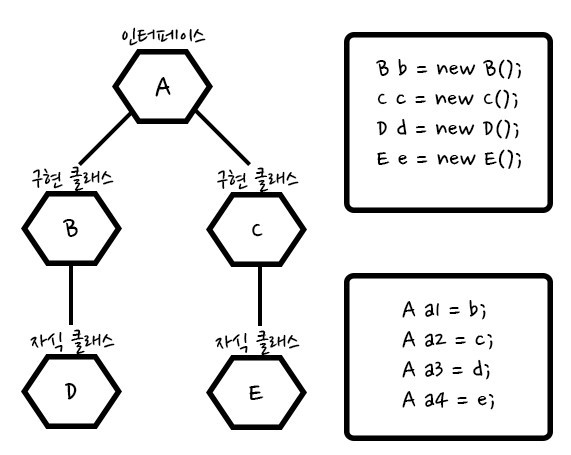 인터페이스
A
구현 클래스
구현 클래스
B
C
자식 클래스
자식 클래스
D
E
B b = new B();
C c = new C();
D d = new D();
E e = new E();
A a1 = b;
A a2 = c;
A a3 = d;
A a4 = e;